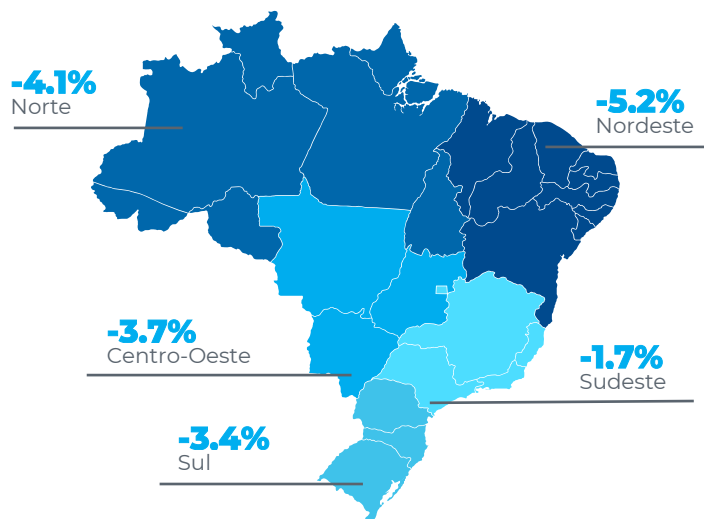 -4.1%
Norte
-5.2%
Nordeste
-3.7%
Centro-Oeste
-1.7%
Sudeste
-3.4%
Sul